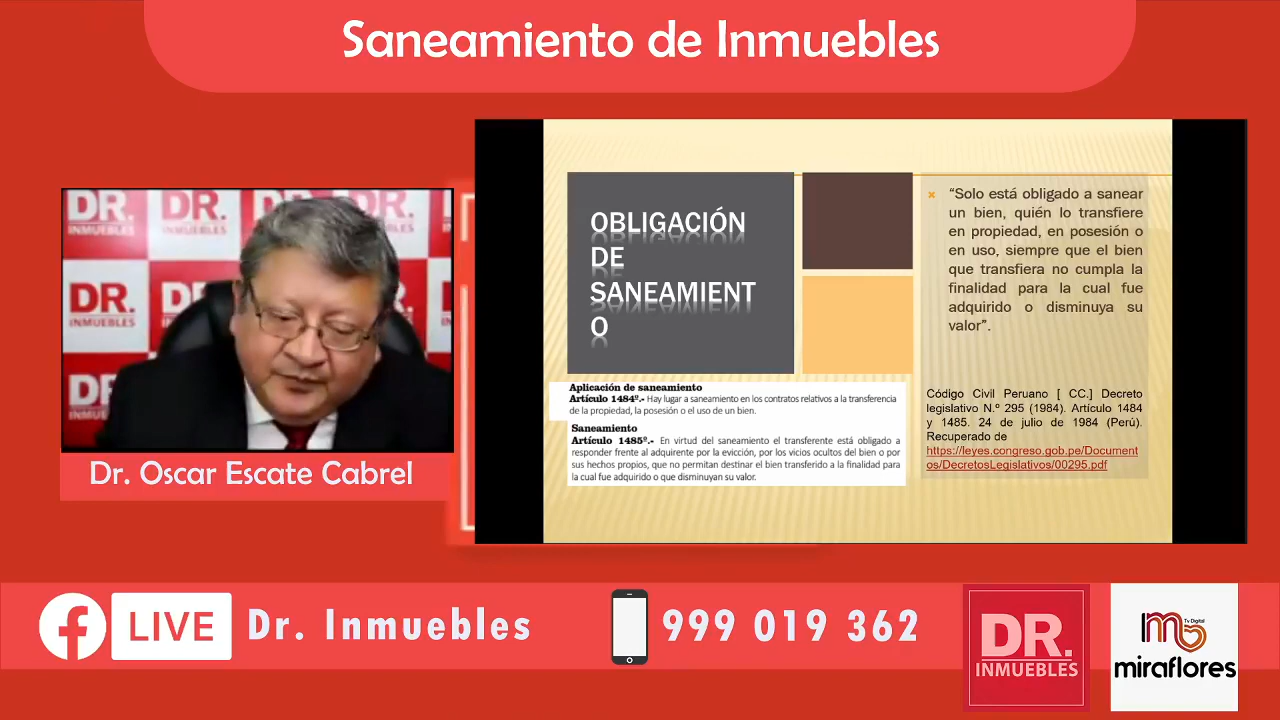 Saneamiento de Inmuebles
DR.
INMUEBLES
DR.
INMUEBLES
DR.
INMUEBLES
DR.
INMUEBLES
DR.
Dr. Oscar Escate Cabrel
OBLIGACIÓN
DE
SANEAMIENT
O
“Solo está obligado a sanear
un bien, quién lo transfiere
en propiedad, en posesión o
en uso, siempre que el bien
que transfiera no cumpla la
finalidad para la cual fue
adquirido o disminuya su
valor”.
Aplicación de saneamiento
Artículo 1484º.- Hay lugar a saneamiento en los contratos relativos a la transferencia
de la propiedad, la posesión o el uso de un bien.
Saneamiento
Artículo 1485º.- En virtud del saneamiento el transferente está obligado a
responder frente al adquirente por la evicción, por los vicios ocultos del bien o por
sus hechos propios, que no permitan destinar el bien transferido a la finalidad para
la cual fue adquirido o que disminuyan su valor.
Código Civil Peruano [ CC.] Decreto
legislativo N.º 295 (1984). Artículo 1484
y 1485. 24 de julio de 1984 (Perú).
Recuperado de
https://leyes.congreso.gob.pe/Document
os/DecretosLegislativos/00295.pdf
LIVE
Dr. Inmuebles
999 019 362
DR.
INMUEBLES
Tv Digital
miraflores